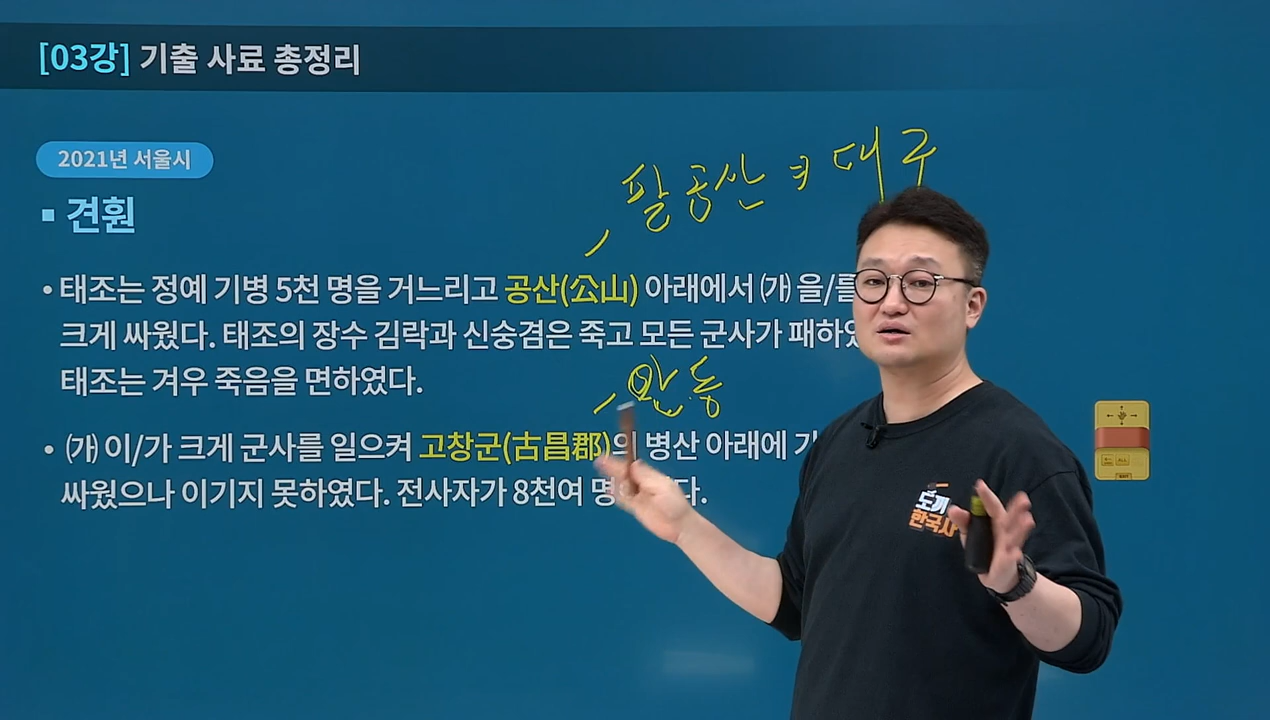 [03강] 기출 사료 총정리
2021년 서울시
▪ 견훤
팔공산 대구
• 태조는 정예 기병 5천 명을 거느리고 공산(公山) 아래에서 ㈎ 을/를
크게 싸웠다. 태조의 장수 김락과 신숭겸은 죽고 모든 군사가 패하였
태조는 겨우 죽음을 면하였다.
안동
• ㈎ 이/가 크게 군사를 일으켜 고창군(古昌郡)의 병산 아래에 가
싸웠으나 이기지 못하였다. 전사자가 8천여 명 다.
도끼
한국사